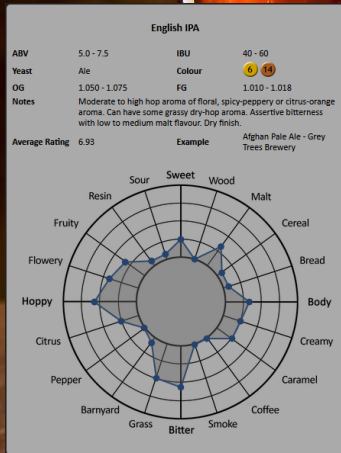 English IPA
ABV 5.0 - 7.5 IBU 40 - 60
Yeast Ale Colour 6 14
OG 1.050 - 1.075 FG 1.010 - 1.018
Notes Moderate to high hop aroma of floral, spicy-peppery or citrus-orange
aroma. Can have some grassy dry-hop aroma. Assertive bitterness
with low to medium malt flavour. Dry finish.
Average Rating 6.93 Example Afghan Pale Ale - Grey
Trees Brewery
Sweet
Sour Wood
Resin Malt
Fruity Cereal
Flowery Bread
Hoppy Body
Citrus Creamy
Pepper Caramel
Barnyard Coffee
Grass Smoke
Bitter